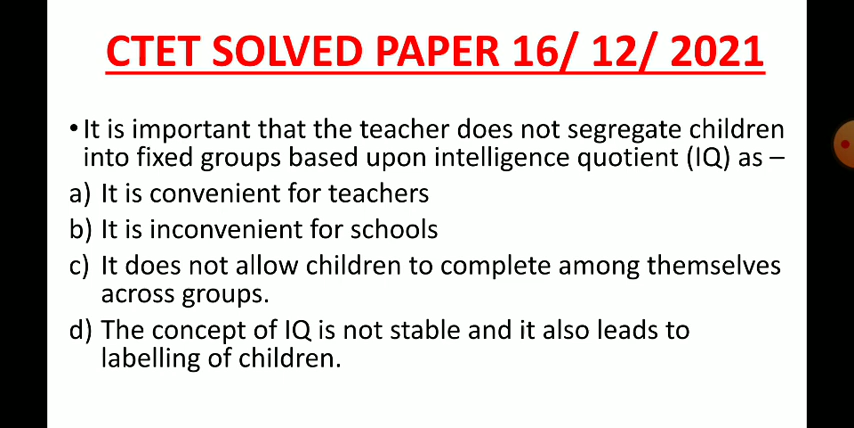 CTET SOLVED PAPER 16/ 12/ 2021
• It is important that the teacher does not segregate children
into fixed groups based upon intelligence quotient (IQ) as –
a) It is convenient for teachers
b) It is inconvenient for schools
c) It does not allow children to complete among themselves
across groups.
d) The concept of IQ is not stable and it also leads to
labelling of children.